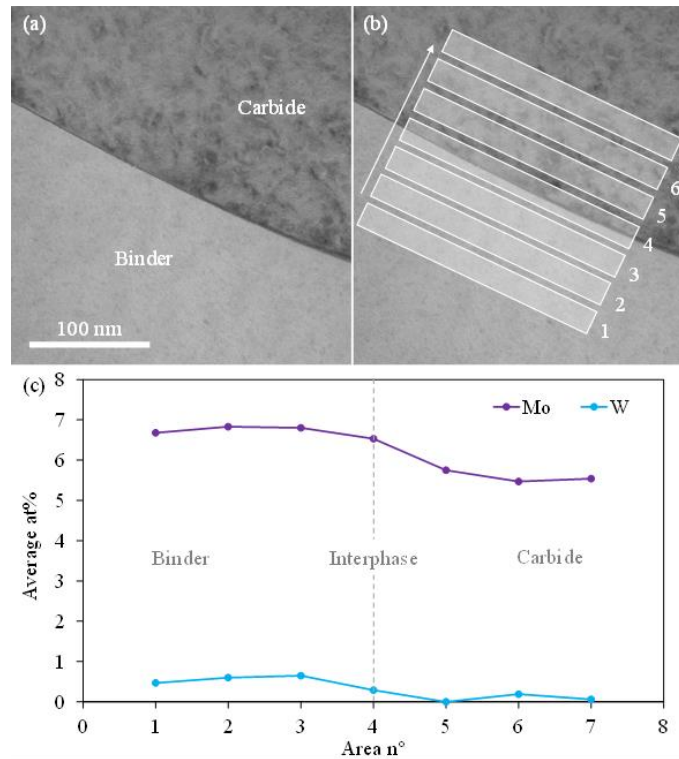 (a)
Carbide
Binder
100 nm
(b)
6
5
4
3
2
1
(c)
8
7
6
5
4
3
2
1
0
Average at%
Mo
W
Binder
Interphase
Carbide
0 1 2 3 4 5 6 7 8
Area n°